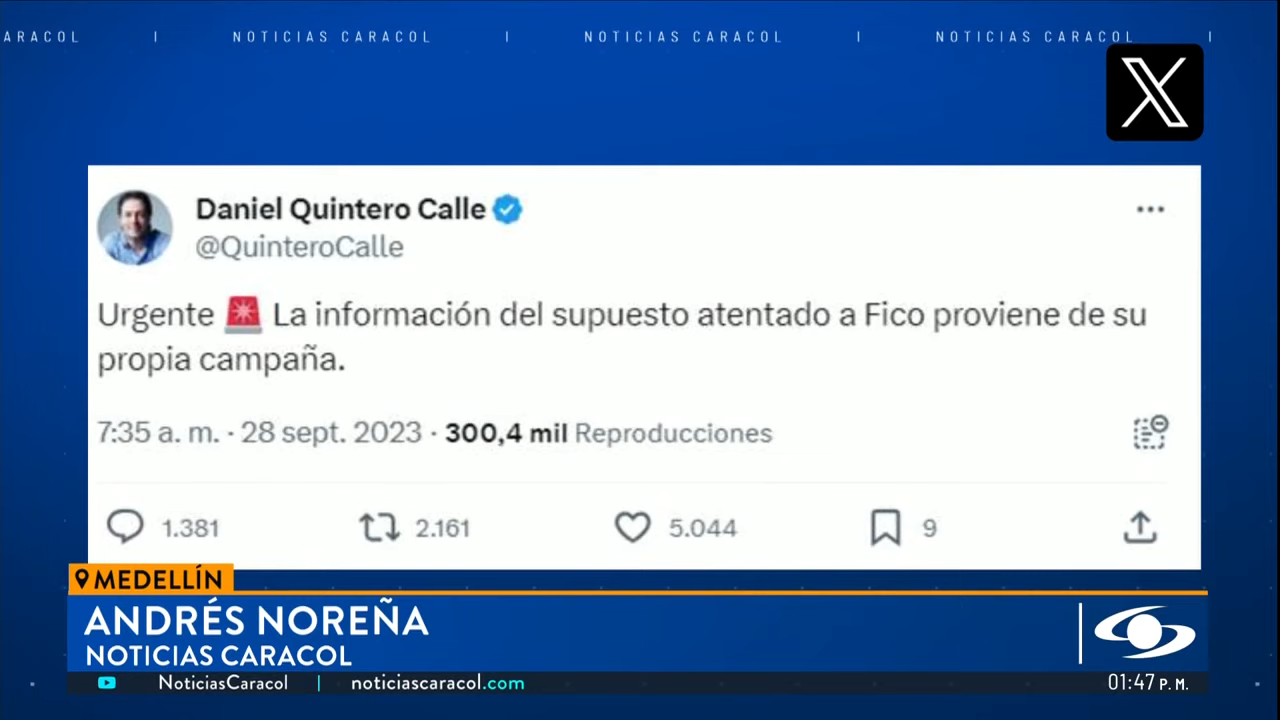 ARACOL | NOTICIAS CARACOL | NOTICIAS CARACOL | NOTICIAS CARACOL |
X
Daniel Quintero Calle
@QuinteroCalle
Urgente 🚨 La información del supuesto atentado a Fico proviene de su
propia campaña.
7:35 a. m. · 28 sept. 2023 · 300,4 mil Reproducciones
1.381 2.161 5.044 9
MEDELLÍN
ANDRÉS NOREÑA
NOTICIAS CARACOL
NoticiasCaracol | noticiascaracol.com 01:47 P. M.